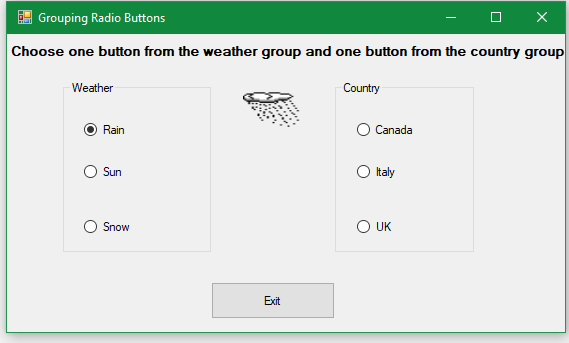 Grouping Radio Buttons
Choose one button from the weather group and one button from the country group
Weather
Rain
Sun
Snow
Country
Canada
Italy
UK
Exit